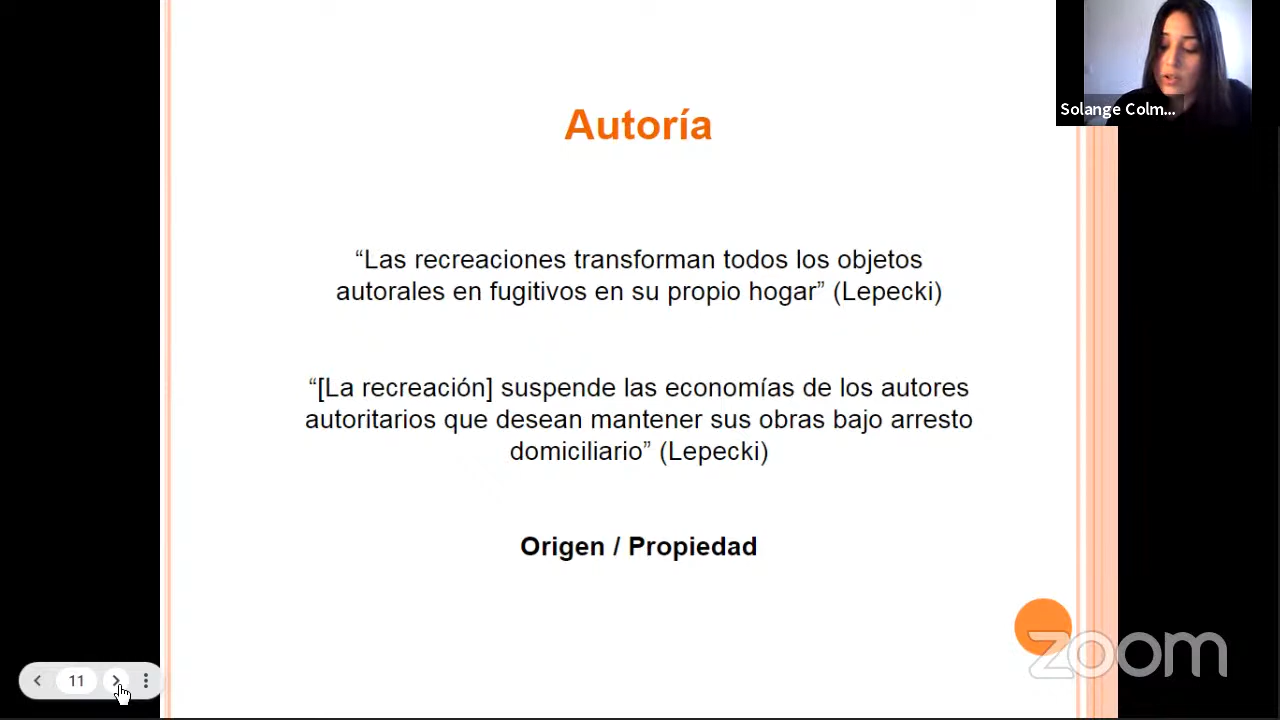 Solange Colm...
Autoría
“Las recreaciones transforman todos los objetos
autorales en fugitivos en su propio hogar” (Lepecki)
“[La recreación] suspende las economías de los autores
autoritarios que desean mantener sus obras bajo arresto
domiciliario” (Lepecki)
Origen / Propiedad
zoom
11